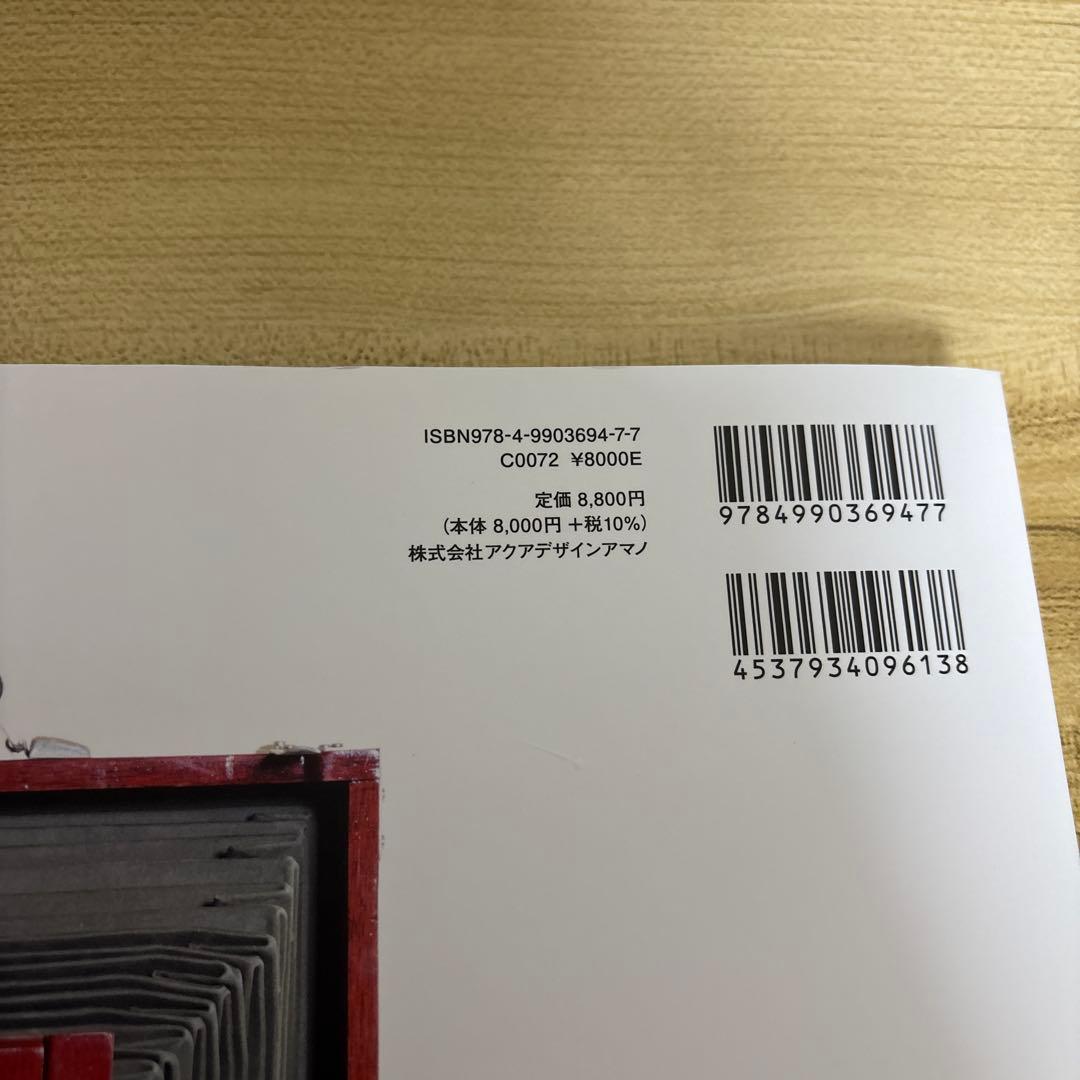 ISBN978-4-9903694-7-7
C0072 ¥8000E
定価 8,800円
(本体 8,000円+税10%)
株式会社アクアデザインアマノ
9784990369477
4537934096138